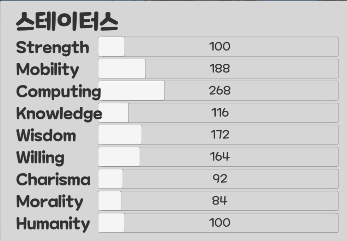 스테이터스
Strength 100
Mobility 188
Computing 268
Knowledge 116
Wisdom 172
Willing 164
Charisma 92
Morality 84
Humanity 100